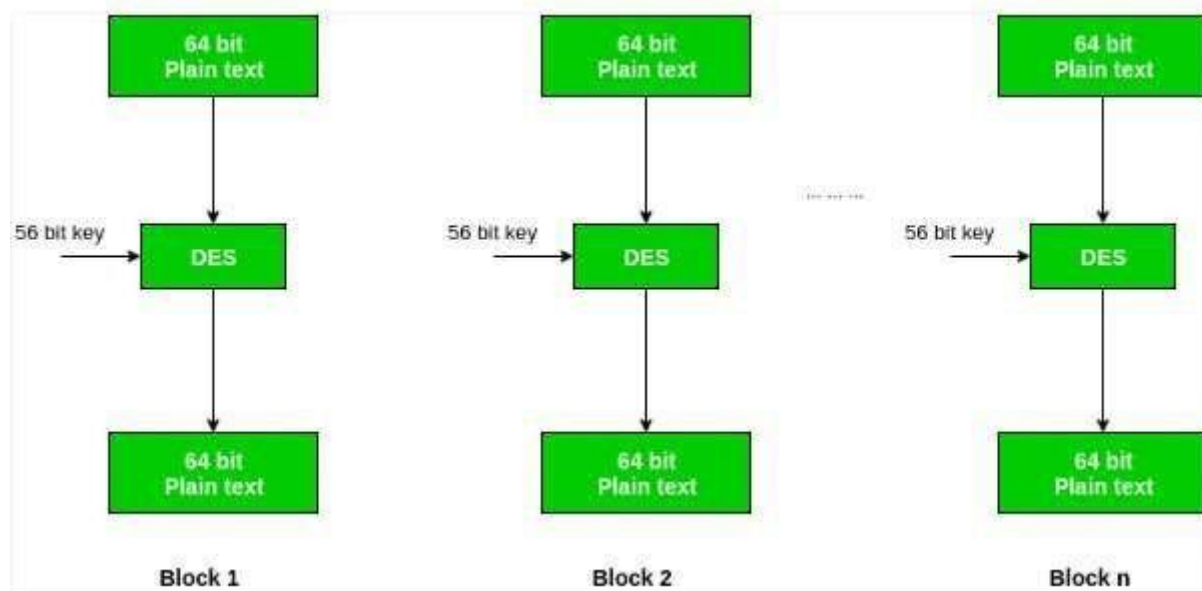 64 bit
Plain text
64 bit
Plain text
64 bit
Plain text
... ... ...
56 bit key
DES
56 bit key
DES
56 bit key
DES
64 bit
Plain text
64 bit
Plain text
64 bit
Plain text
Block 1
Block 2
Block n